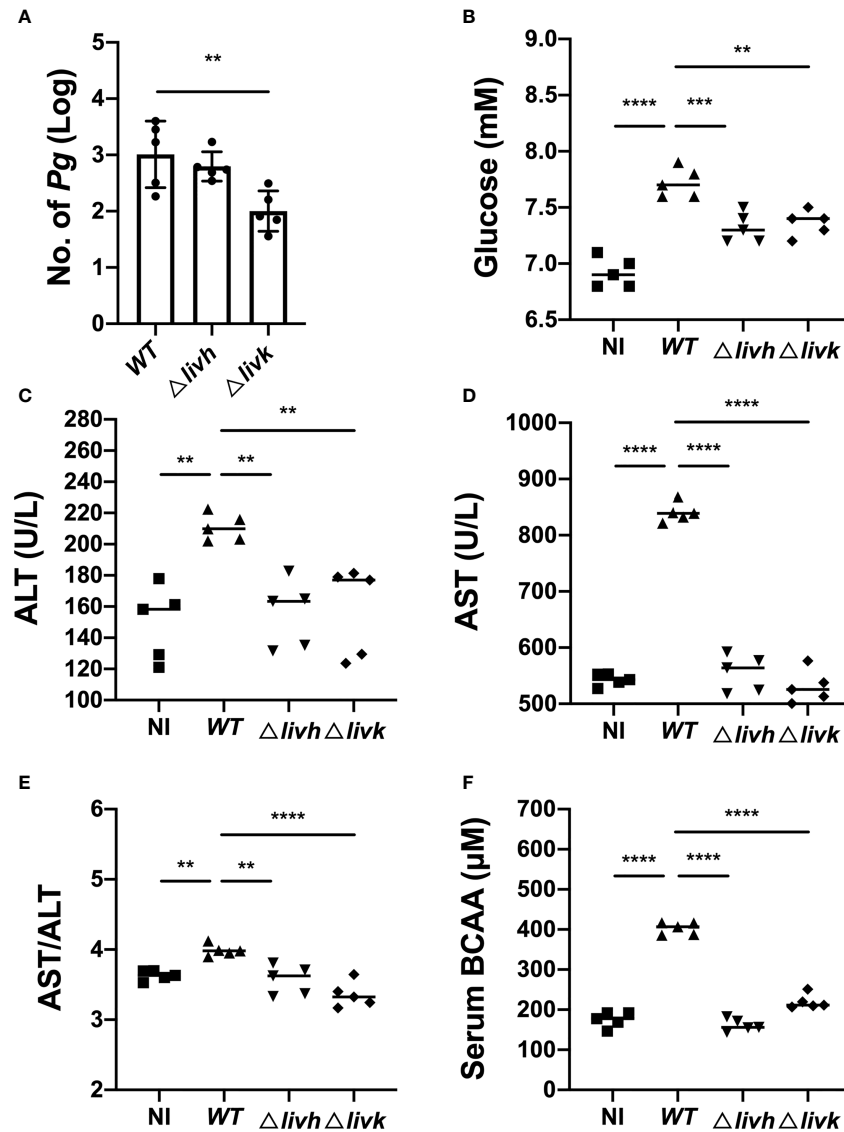 A
No. of Pg (Log)
5
4
3
2
1
0
**
WT
△livh
△livk
B
Glucose (mM)
9.0
8.5
8.0
7.5
7.0
6.5
**
**** ***
NI WT △livh △livk
C
ALT (U/L)
280
260
240
220
200
180
160
140
120
100
**
** **
NI WT △livh △livk
D
AST (U/L)
1000
900
800
700
600
500
****
**** ****
NI WT △livh △livk
E
AST/ALT
6
5
4
3
2
****
** **
NI WT △livh △livk
F
Serum BCAA (μM)
700
600
500
400
300
200
100
0
****
**** ****
NI WT △livh △livk